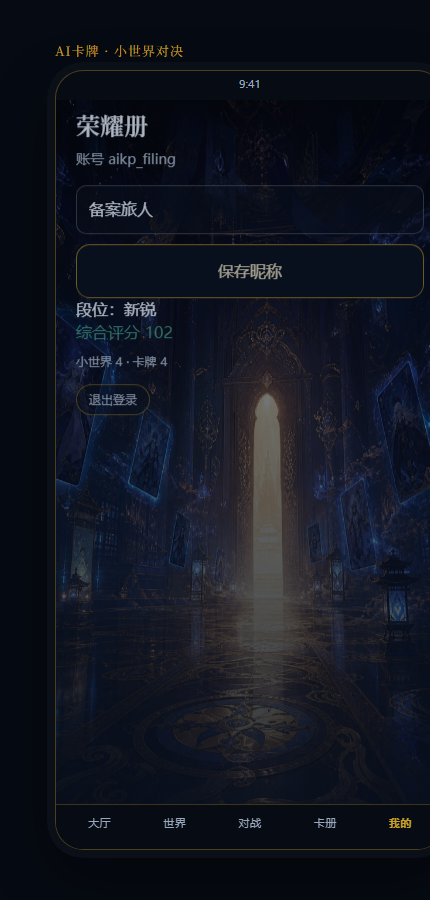 AI卡牌 · 小世界对决
9:41
荣耀册
账号 aikp_filing
备案旅人
保存昵称
段位：新锐
综合评分 102
小世界 4 · 卡牌 4
退出登录
大厅 世界 对战 卡册 我的